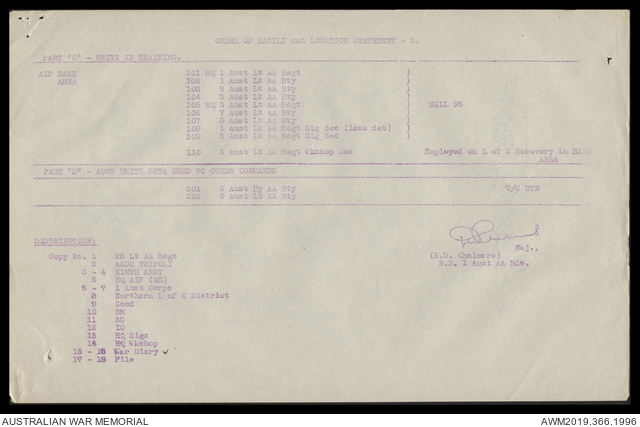 ORDER OF BATTLE and LOCATION STATEMENT - 2.
PART "C" - UNITS IN TRAINING.
AIF BASE AREA
101 HQ 1 Aust Lt AA Regt
102 1 Aust Lt AA Bty
103 2 Aust Lt AA Bty
104 3 Aust Lt AA Bty
105 HQ 3 Aust Lt AA Regt
106 7 Aust Lt AA Bty
107 8 Aust Lt AA Bty
108 1 Aust Lt AA Regt Sig Sec (less det)
109 3 Aust Lt AA Regt Sig Sec
HILL 95
110 3 Aust Lt AA Regt Wkshop Sec Employed on L of C Recovery in BASE AREA
PART "D" - AUST UNITS DETACHED TO OTHER COMMANDS
201 5 Aust Hy AA Bty U/C BTE
202 9 Aust Lt AA Bty
DISTRIBUTION:
Copy No. 1 26 Lt AA Regt
2 AADC TRIPOLI
3 - 4 NINTH ARMY
5 HQ AIF (ME)
6 - 7 1 Aust Corps
8 Northern L of C District
9 Comd
10 BM
11 SC
12 IO
13 HQ Sigs
14 HQ Wkshop
15 - 16 War Diary ✓
17 - 18 File
Maj.,
(K.D. Chalmers)
B.M. 1 Aust AA Bde.
AUSTRALIAN WAR MEMORIAL AWM2019.366.1996